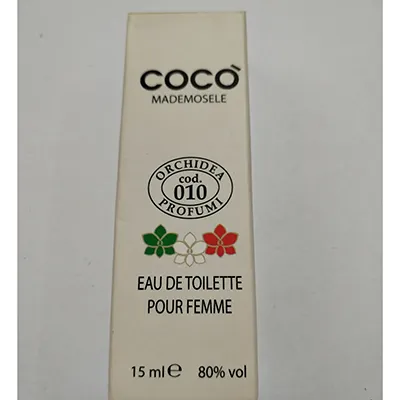 COCÒ
MADEMOSELE
ORCHIDEA
cod.
010
PROFUMI
EAU DE TOILETTE
POUR FEMME
15 ml ℮ 80% vol